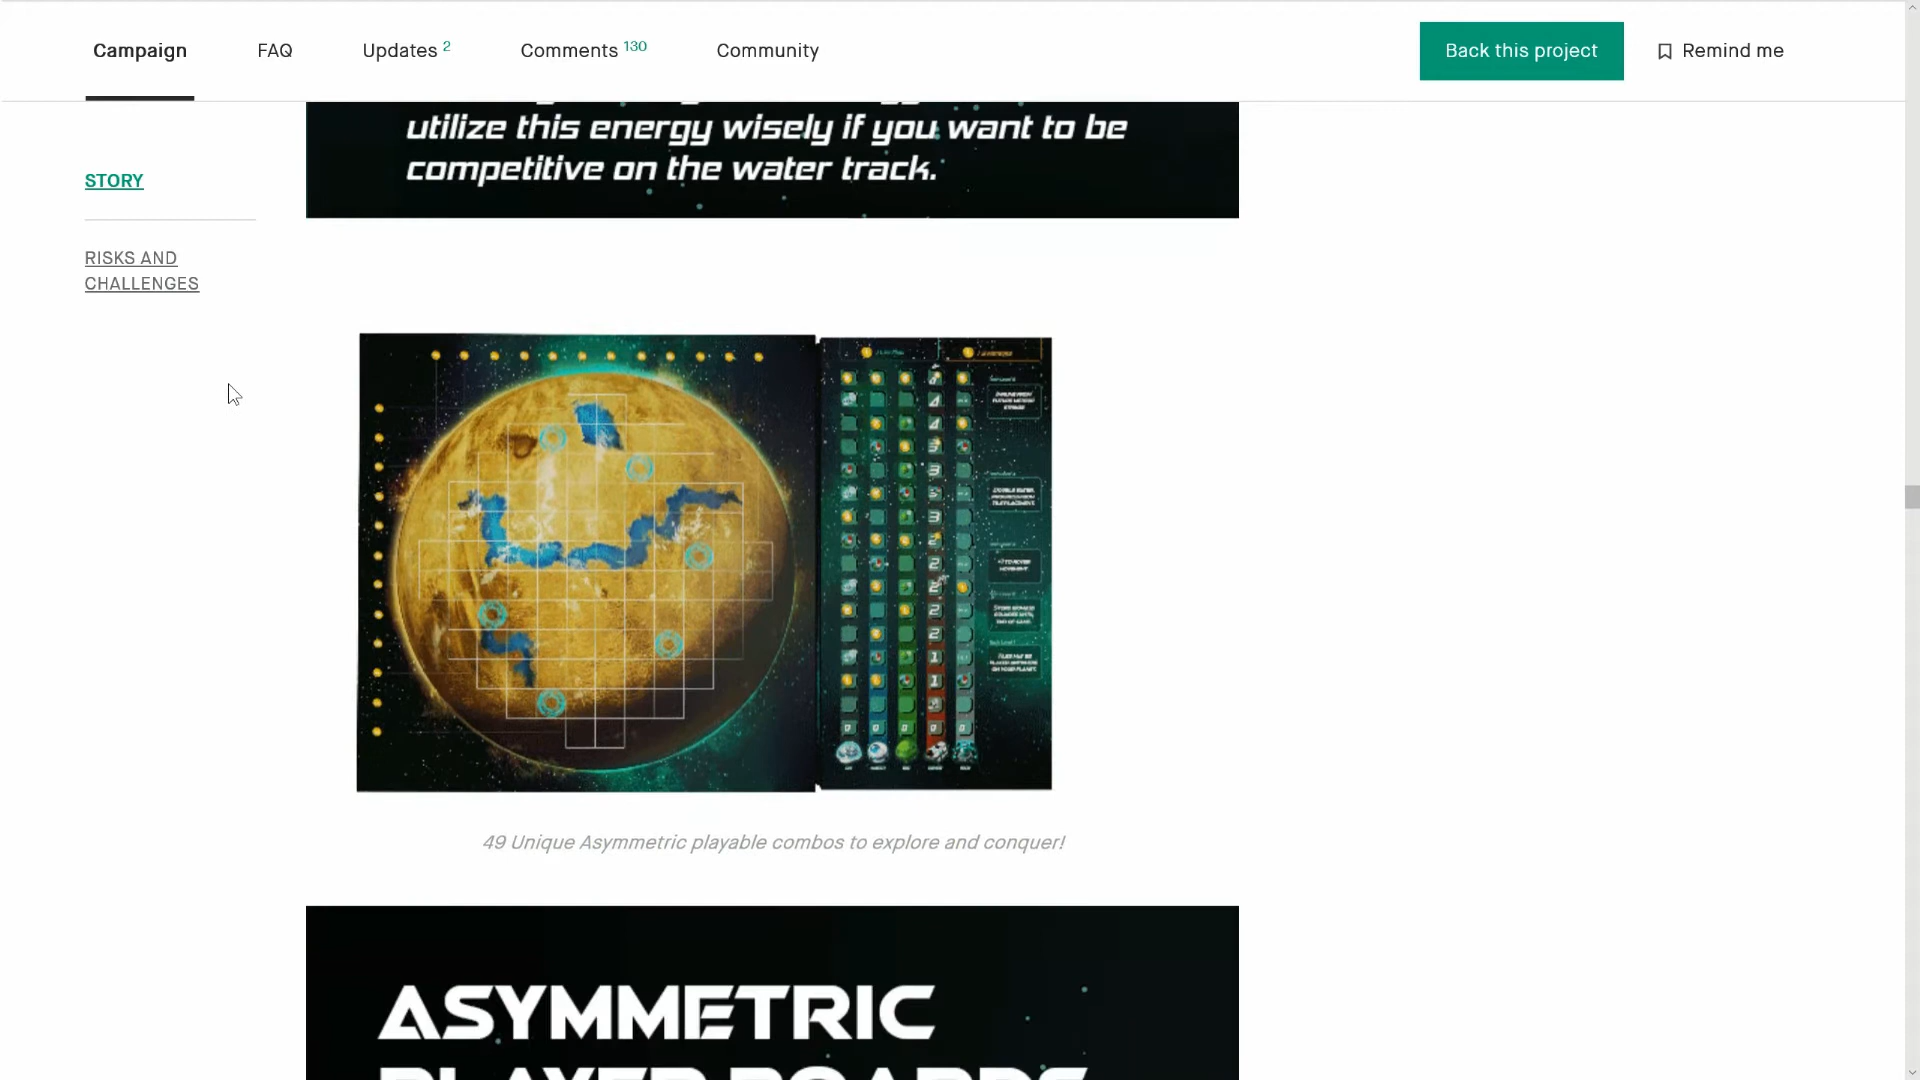 Campaign
FAQ
Updates 2
Comments 130
Community
Back this project
Remind me
STORY
RISKS AND
CHALLENGES
utilize this energy wisely if you want to be
competitive on the water track.
49 Unique Asymmetric playable combos to explore and conquer!
ASYMMETRIC
PLAYER BOARDS